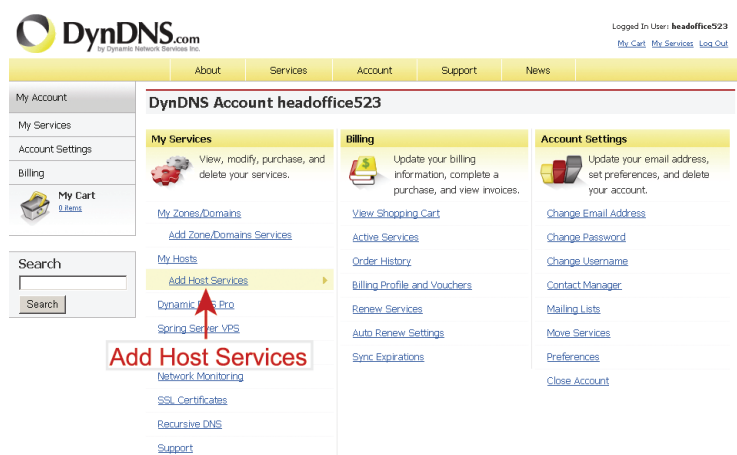 DynDNS.com
by Dynamic Network Services Inc.
Logged In User: headoffice523
My Cart My Services Log Out
About Services Account Support News
My Account
My Services
Account Settings
Billing
My Cart
0 items
Search
Search
DynDNS Account headoffice523
My Services
View, modify, purchase, and
delete your services.
My Zones/Domains
Add Zone/Domains Services
My Hosts
Add Host Services
Dynamic Pro
Spring Server VPS
Add Host Services
Network Monitoring
SSL Certificates
Recursive DNS
Support
Billing
Update your billing
information, complete a
purchase, and view invoices.
View Shopping Cart
Active Services
Order History
Billing Profile and Vouchers
Renew Services
Auto Renew Settings
Sync Expirations
Account Settings
Update your email address,
set preferences, and delete
your account.
Change Email Address
Change Password
Change Username
Contact Manager
Mailing Lists
Move Services
Preferences
Close Account